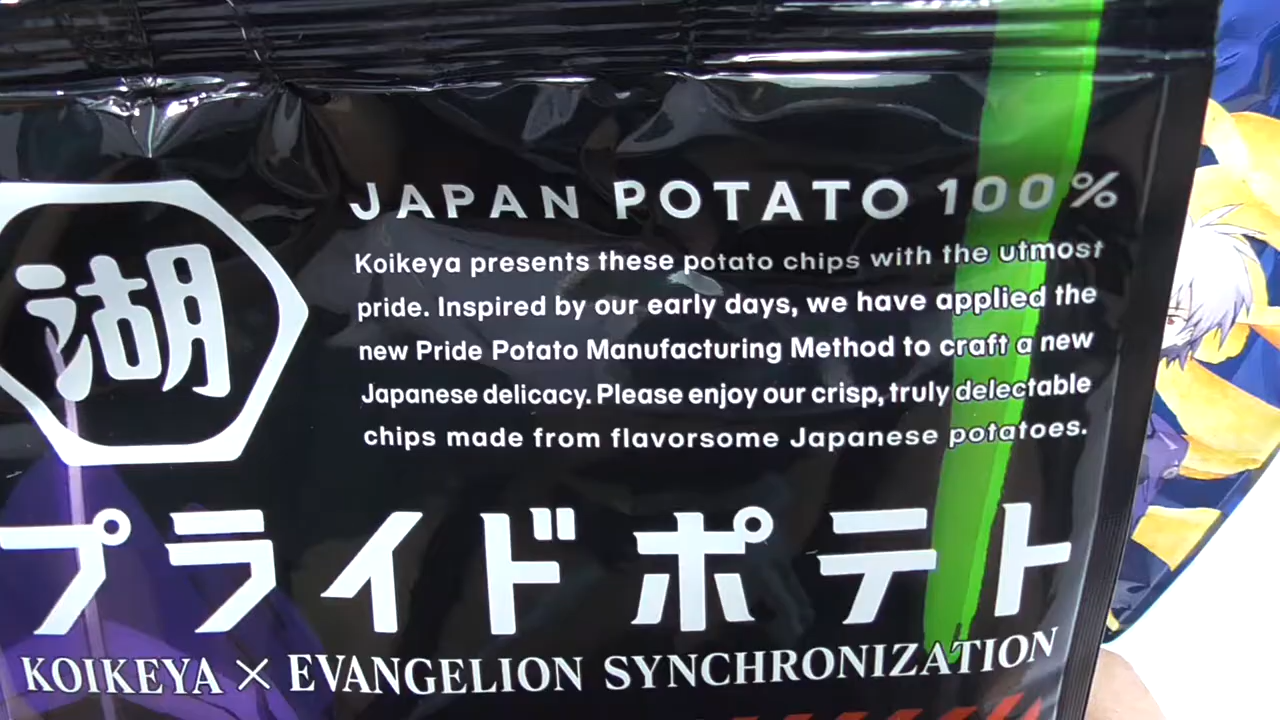 湖
JAPAN POTATO 100%
Koikeya presents these potato chips with the utmost
pride. Inspired by our early days, we have applied the
new Pride Potato Manufacturing Method to craft a new
Japanese delicacy. Please enjoy our crisp, truly delectable
chips made from flavorsome Japanese potatoes.
プライドポテト
KOIKEYA × EVANGELION SYNCHRONIZATION